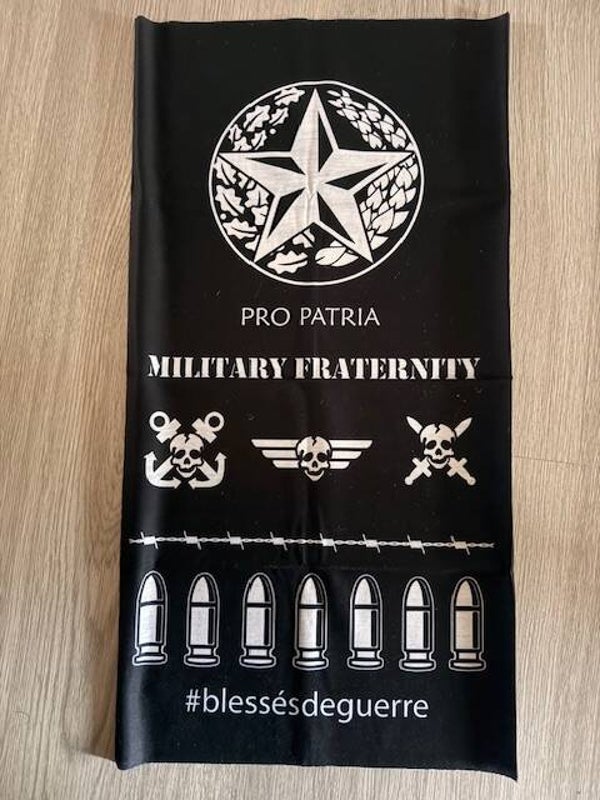 PRO PATRIA
MILITARY FRATERNITY
#blessésdeguerre